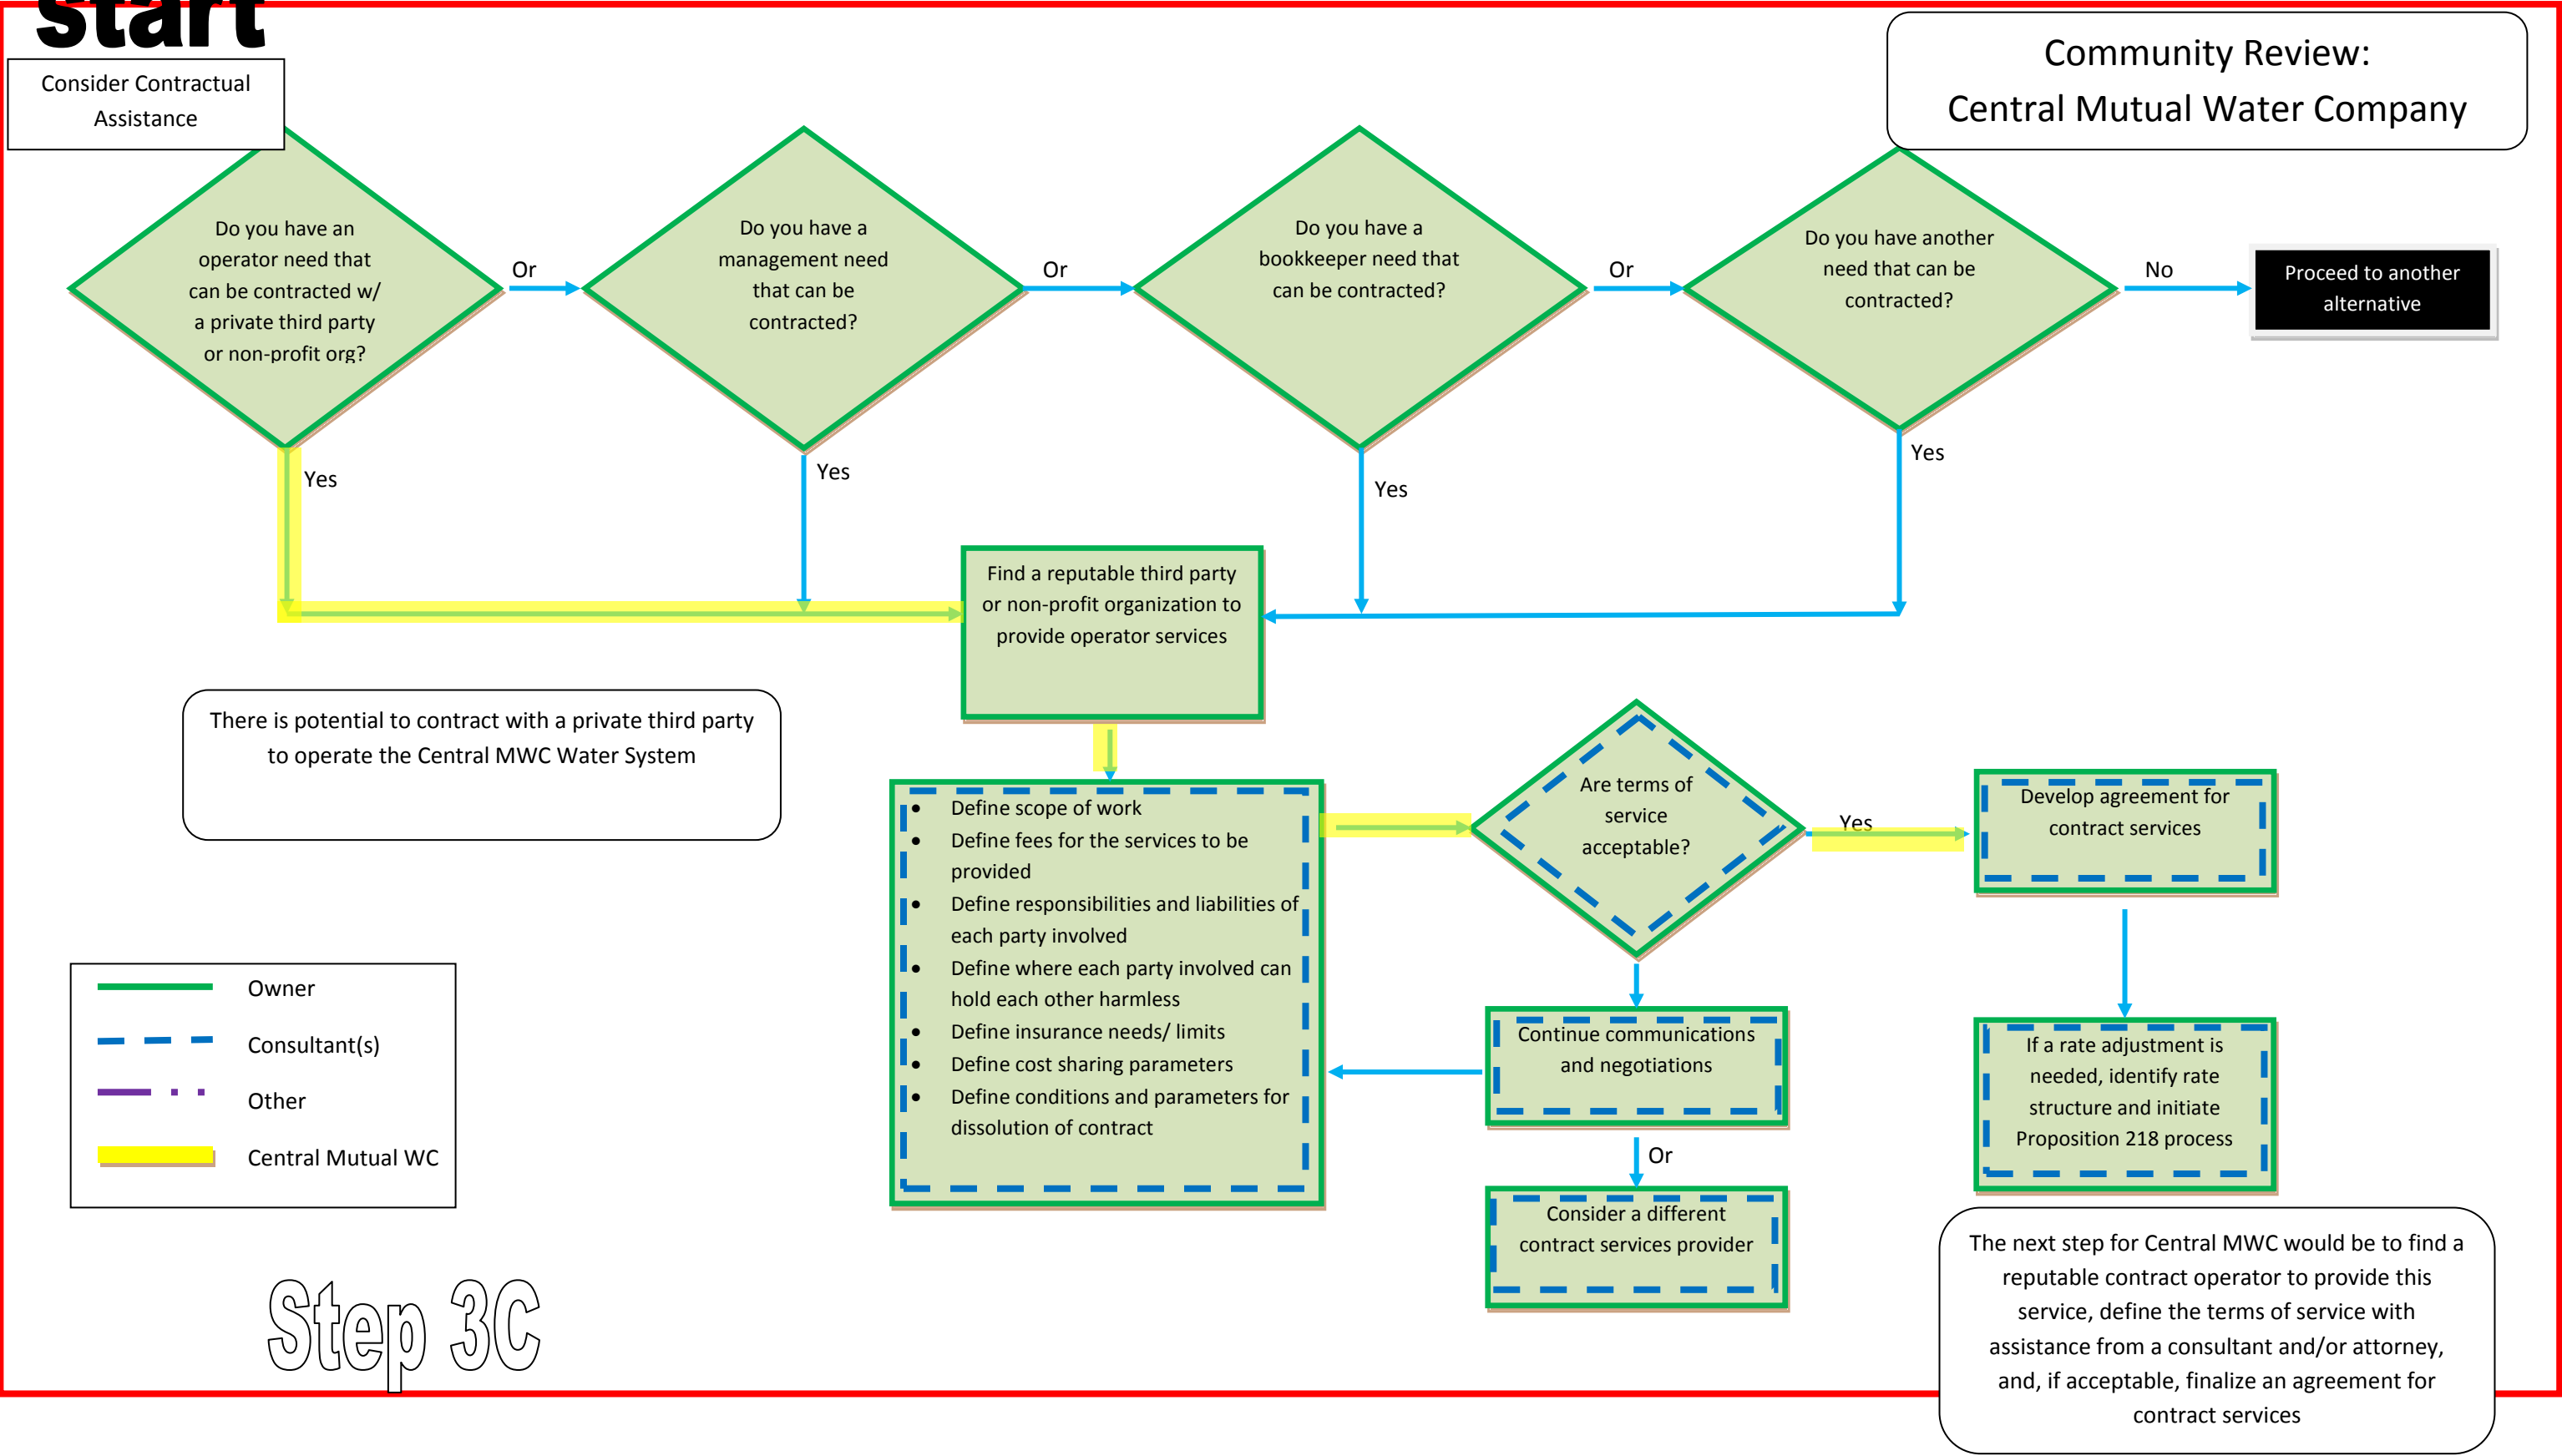 start
Consider Contractual
Assistance
Community Review:
Central Mutual Water Company
Do you have an
operator need that
can be contracted w/
a private third party
or non-profit org?
Or
Do you have a
management need
that can be
contracted?
Or
Do you have a
bookkeeper need that
can be contracted?
Or
Do you have another
need that can be
contracted?
No
Proceed to another
alternative
Yes
Yes
Yes
Yes
Find a reputable third party
or non-profit organization to
provide operator services
There is potential to contract with a private third party
to operate the Central MWC Water System
• Define scope of work
• Define fees for the services to be
provided
• Define responsibilities and liabilities of
each party involved
• Define where each party involved can
hold each other harmless
• Define insurance needs/ limits
• Define cost sharing parameters
• Define conditions and parameters for
dissolution of contract
Are terms of
service
acceptable?
Yes
Develop agreement for
contract services
Continue communications
and negotiations
Or
Consider a different
contract services provider
If a rate adjustment is
needed, identify rate
structure and initiate
Proposition 218 process
Owner
Consultant(s)
Other
Central Mutual WC
The next step for Central MWC would be to find a
reputable contract operator to provide this
service, define the terms of service with
assistance from a consultant and/or attorney,
and, if acceptable, finalize an agreement for
contract services
Step 3C